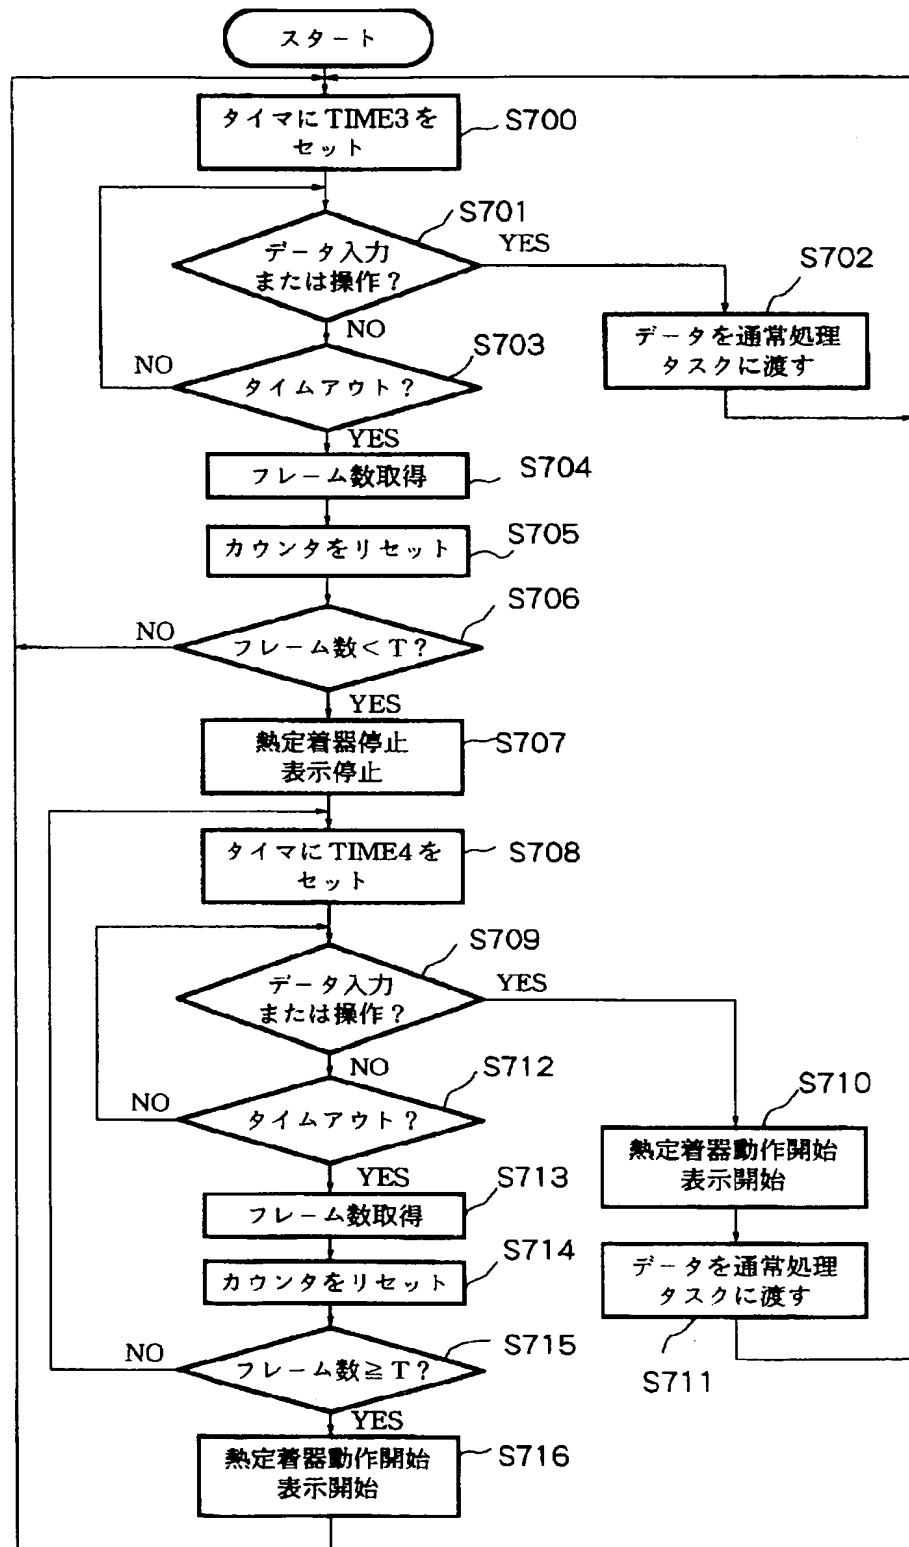 スタート
タイマにTIME3を
セット
S700
データ入力
または操作？
S701
YES
NO
データを通常処理
タスクに渡す
S702
タイムアウト？
S703
NO
YES
フレーム数取得
S704
カウンタをリセット
S705
フレーム数＜T？
S706
NO
YES
熱定着器停止
表示停止
S707
タイマにTIME4を
セット
S708
データ入力
または操作？
S709
YES
NO
タイムアウト？
S712
NO
YES
熱定着器動作開始
表示開始
S710
フレーム数取得
S713
カウンタをリセット
S714
データを通常処理
タスクに渡す
S711
フレーム数≧T？
S715
NO
YES
熱定着器動作開始
表示開始
S716